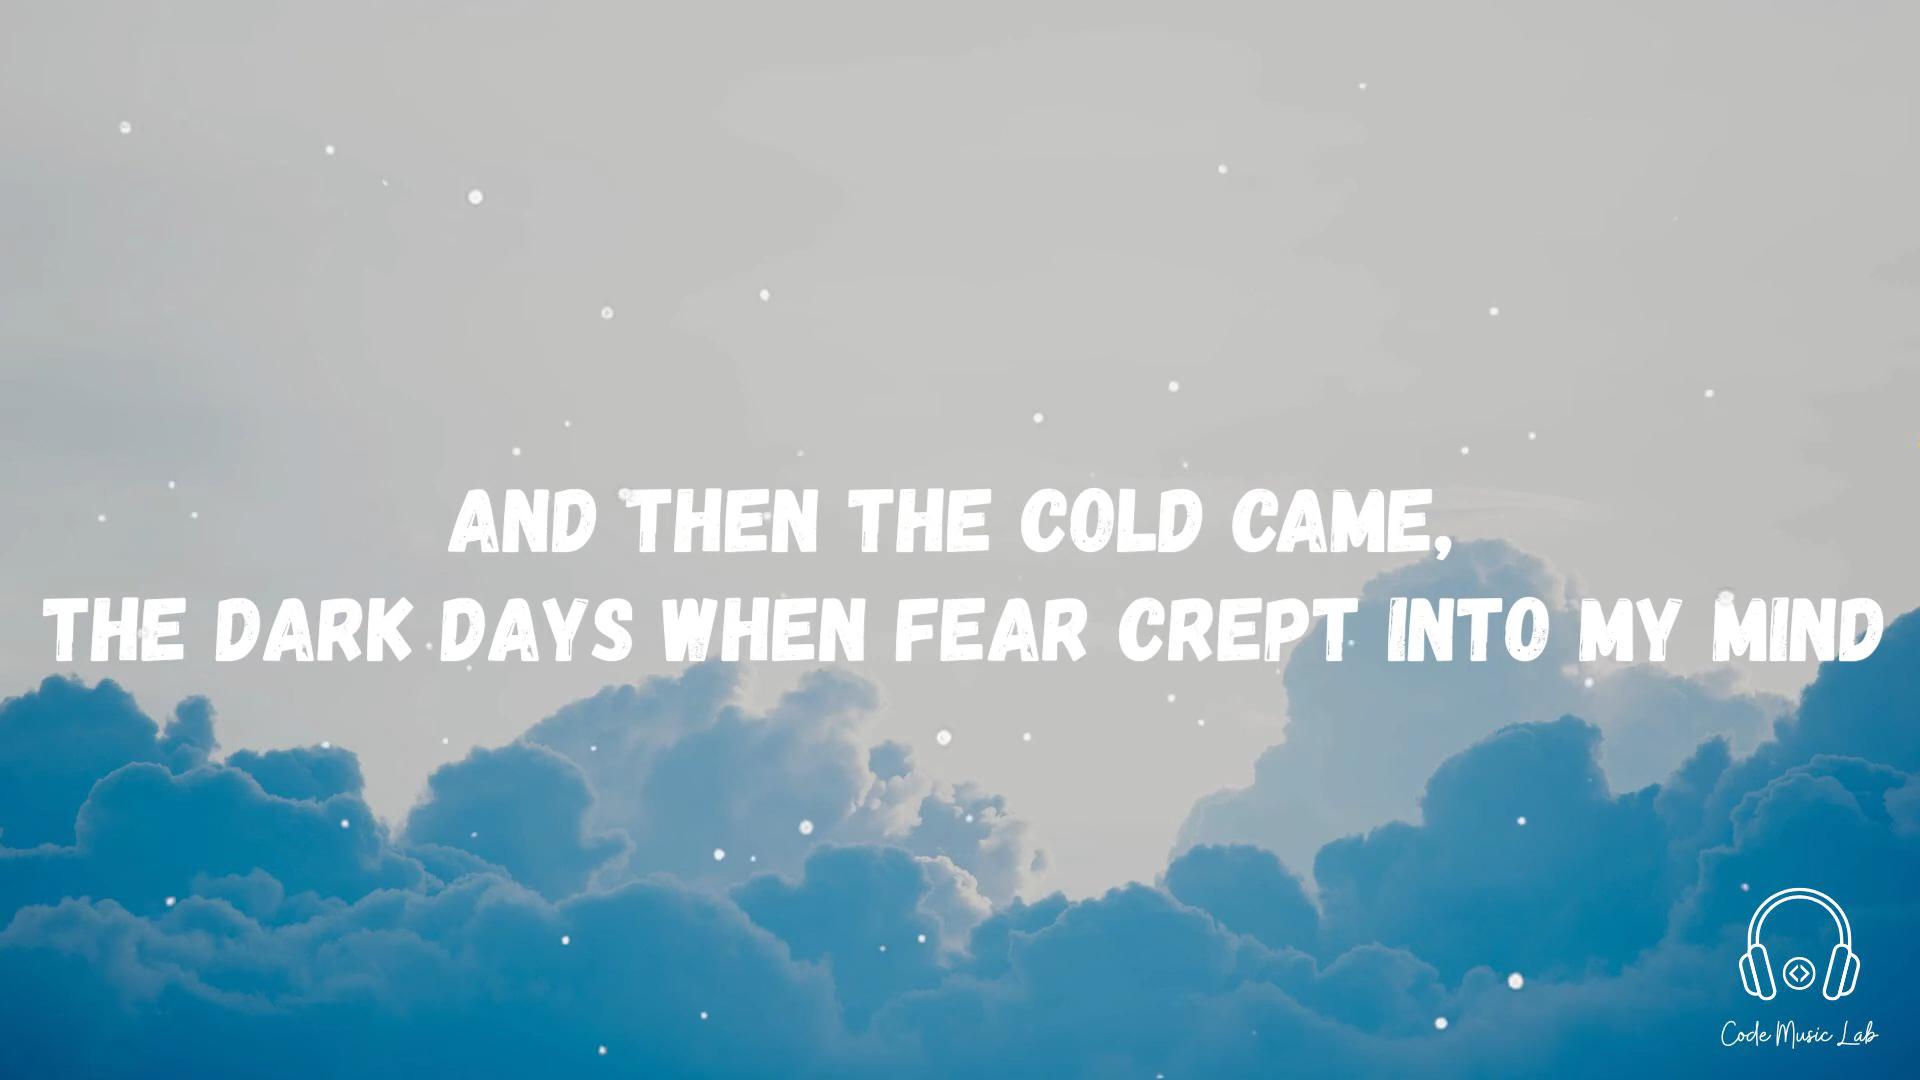 AND THEN THE COLD CAME,
THE DARK DAYS WHEN FEAR CREPT INTO MY MIND
Code Music Lab